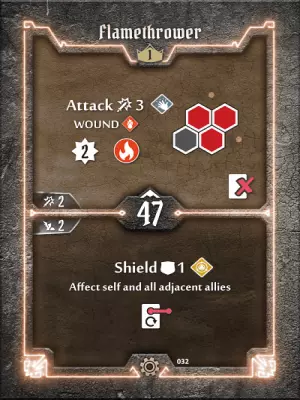 Flamethrower
1
Attack 3
WOUND
2
2
47
2
Shield 1
Affect self and all adjacent allies
032